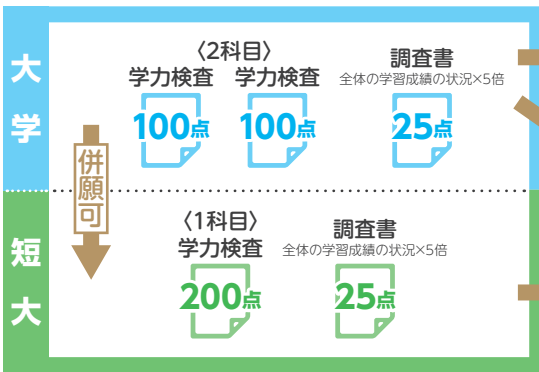 大学
〈2科目〉
学力検査 学力検査
調査書
全体の学習成績の状況×5倍
100点 100点 25点
併願可
短大
〈1科目〉
学力検査
調査書
全体の学習成績の状況×5倍
200点 25点